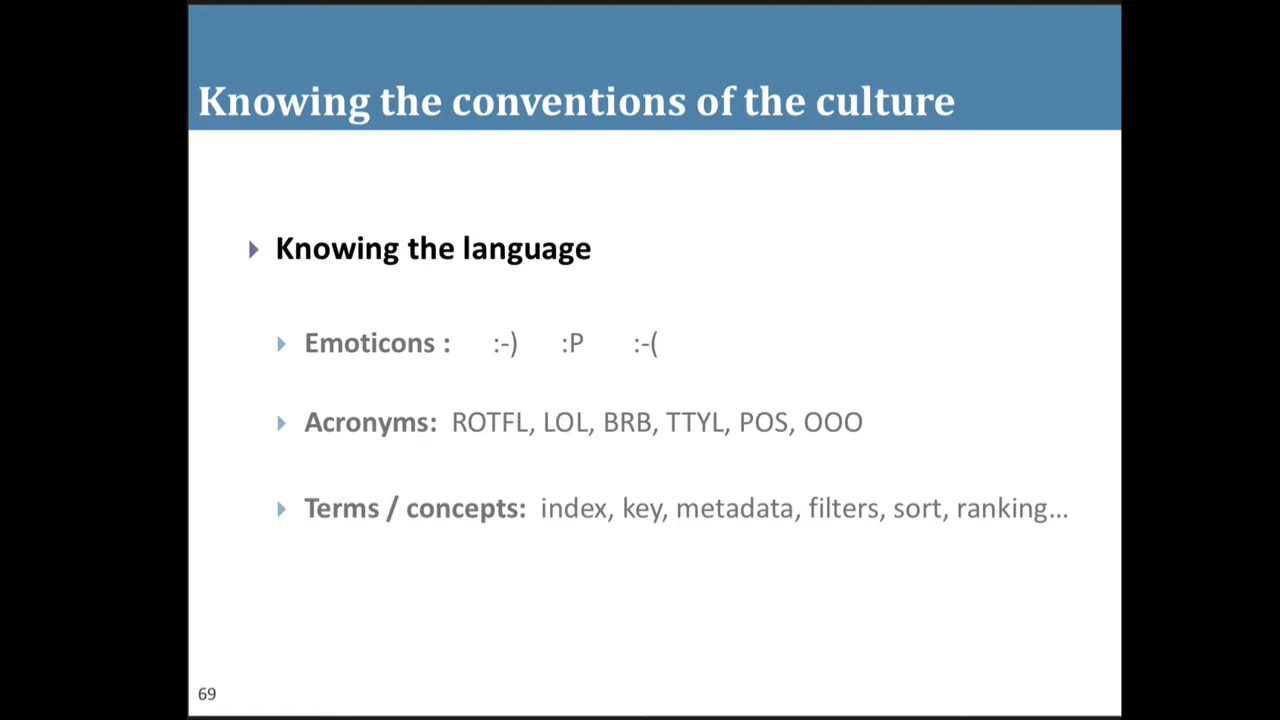 Knowing the conventions of the culture
Knowing the language
Emoticons : :-) :P :-(
Acronyms: ROTFL, LOL, BRB, TTYL, POS, OOO
Terms / concepts: index, key, metadata, filters, sort, ranking…
69